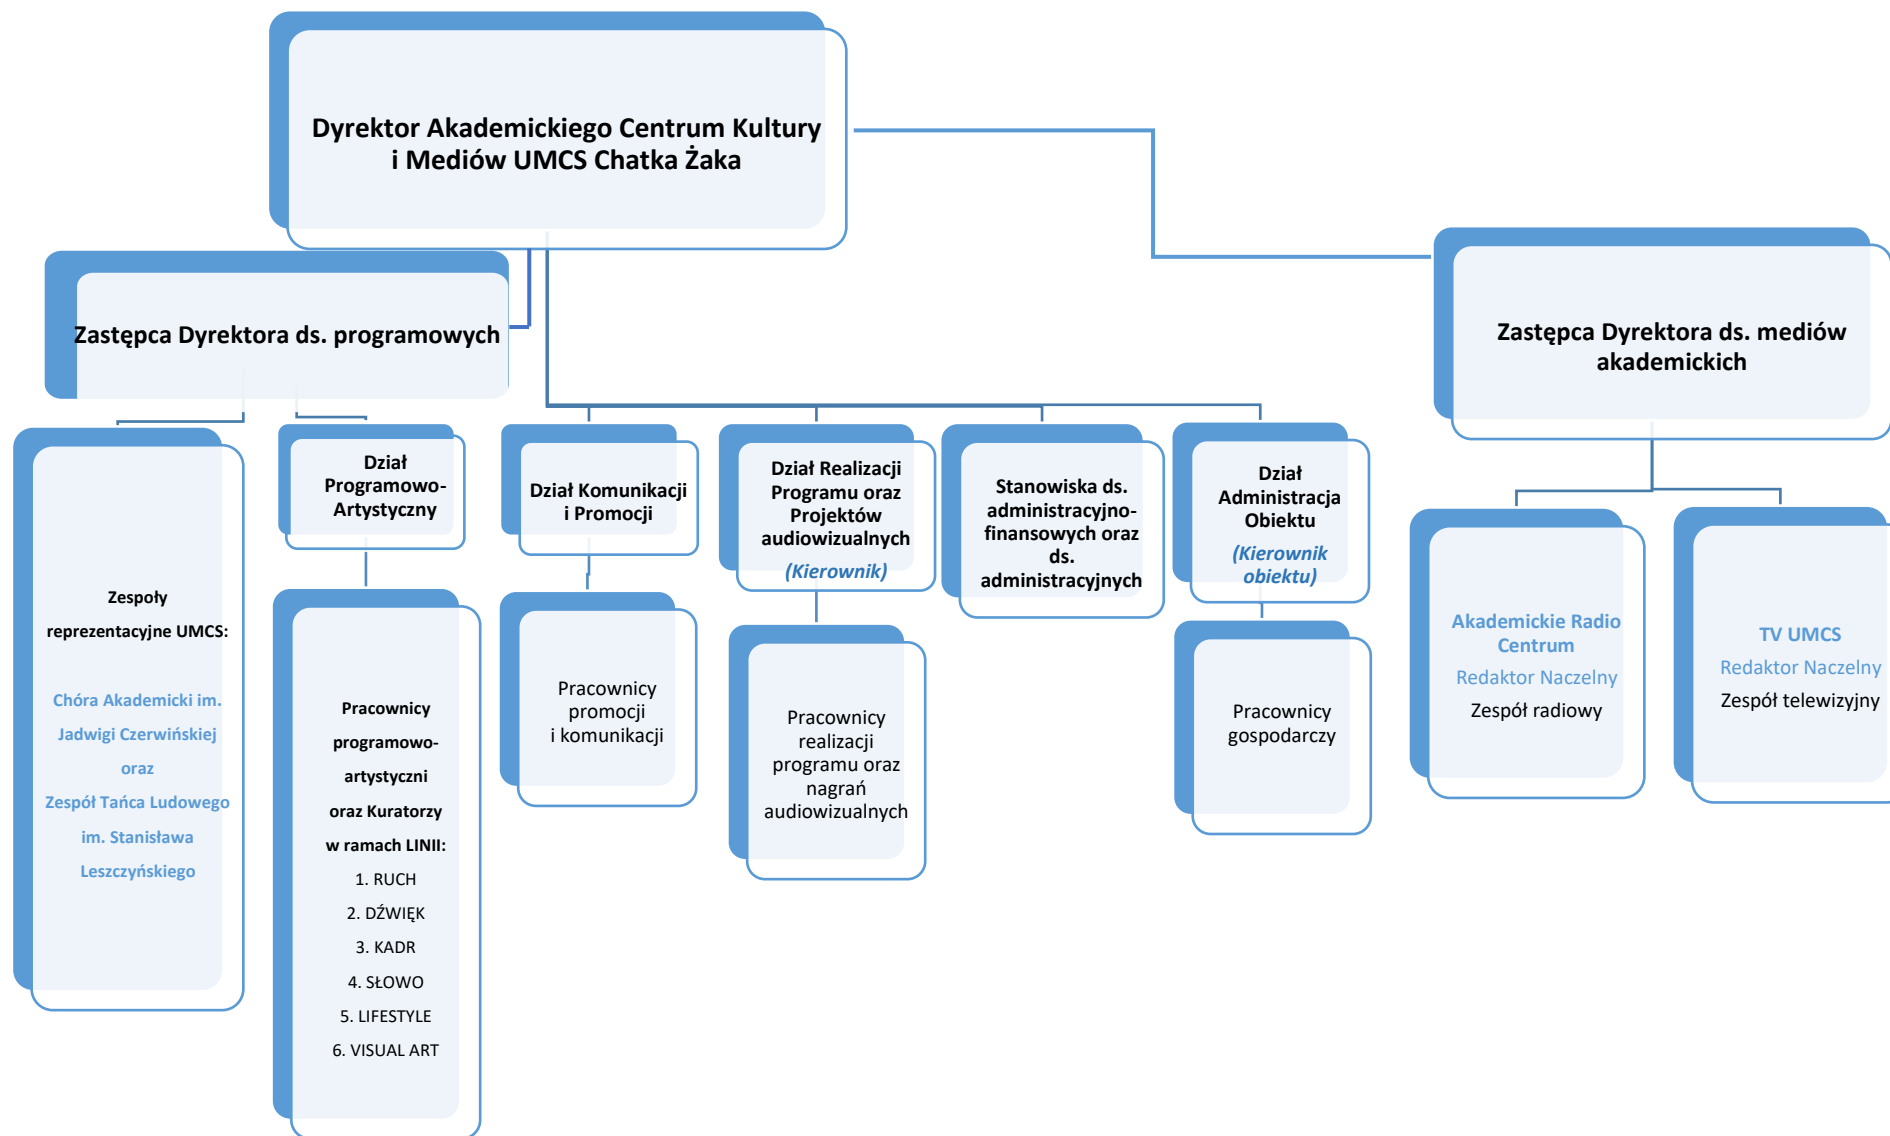 Dyrektor Akademickiego Centrum Kultury
i Mediów UMCS Chatka Żaka
Zastępca Dyrektora ds. programowych
Zastępca Dyrektora ds. mediów
akademickich
Zespoły
reprezentacyjne UMCS:
Chóra Akademicki im.
Jadwigi Czerwińskiej
oraz
Zespół Tańca Ludowego
im. Stanisława
Leszczyńskiego
Dział
Programowo-
Artystyczny
Pracownicy
programowo-
artystyczni
oraz Kuratorzy
w ramach LINII:
1. RUCH
2. DŹWIĘK
3. KADR
4. SŁOWO
5. LIFESTYLE
6. VISUAL ART
Dział Komunikacji
i Promocji
Pracownicy
promocji
i komunikacji
Dział Realizacji
Programu oraz
Projektów
audiowizualnych
(Kierownik)
Pracownicy
realizacji
programu oraz
nagrań
audiowizualnych
Stanowiska ds.
administracyjno-
finansowych oraz
ds.
administracyjnych
Dział
Administracja
Obiektu
(Kierownik
obiektu)
Pracownicy
gospodarczy
Akademickie Radio
Centrum
Redaktor Naczelny
Zespół radiowy
TV UMCS
Redaktor Naczelny
Zespół telewizyjny